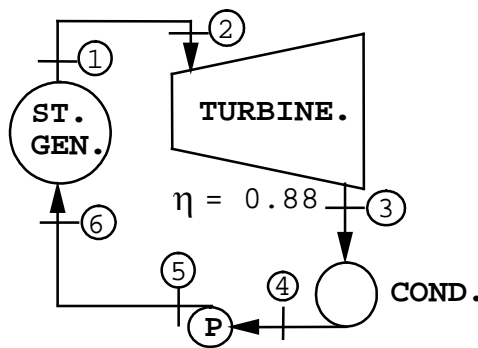 1
2
ST.
GEN.
TURBINE.
η = 0.88
3
6
5
4
COND.
P